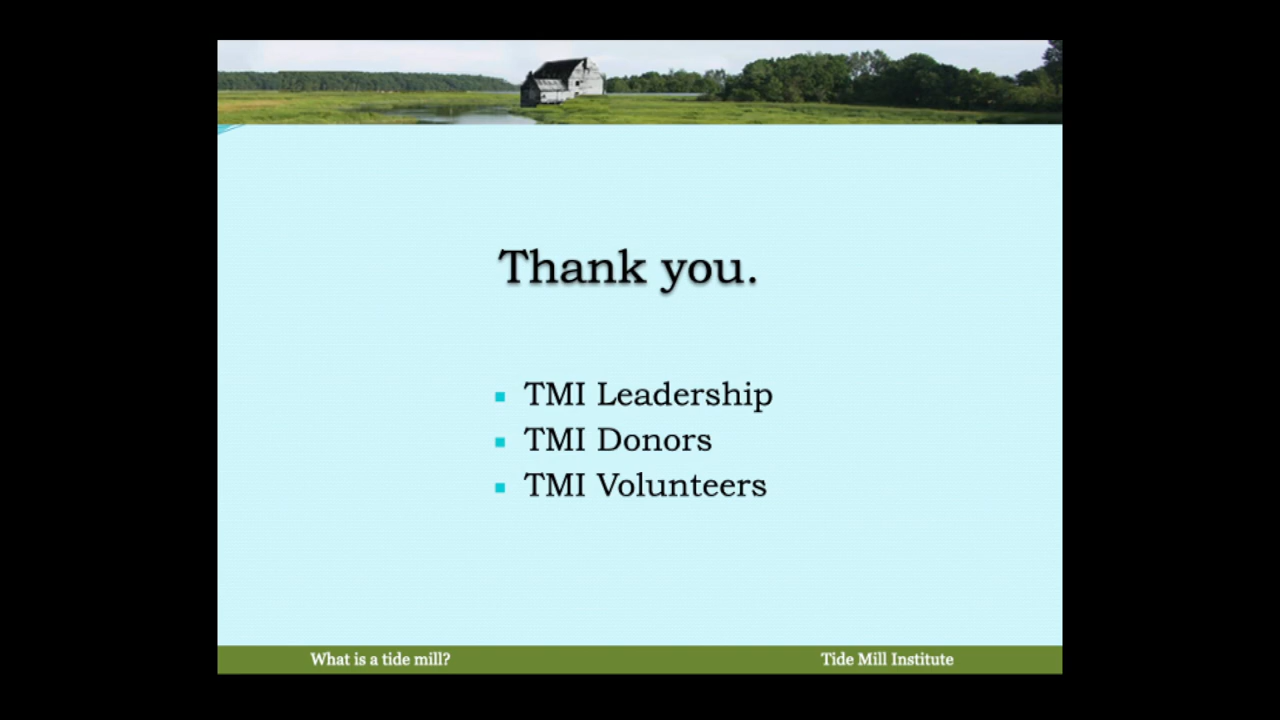 Thank you.
TMI Leadership
TMI Donors
TMI Volunteers
What is a tide mill?
Tide Mill Institute